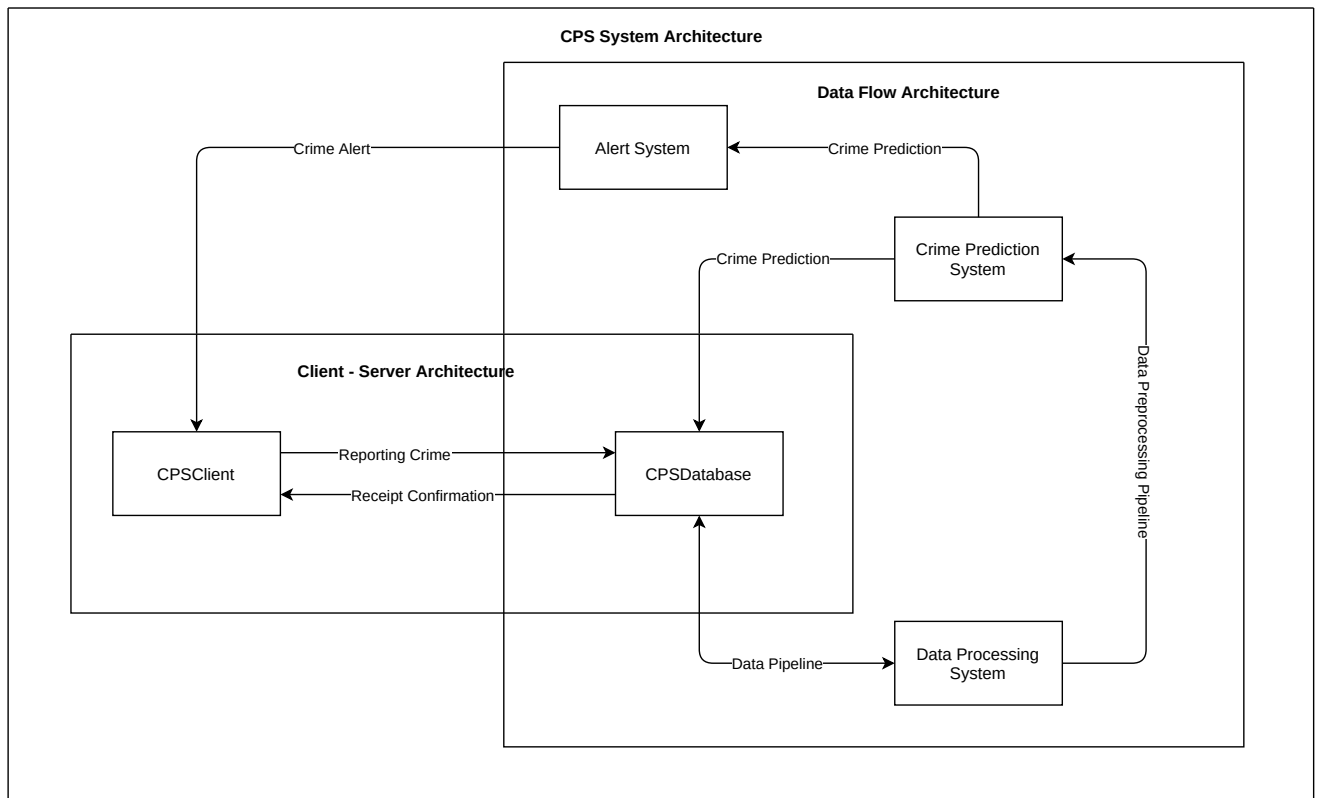 CPS System Architecture
Data Flow Architecture
Crime Alert
Alert System
Crime Prediction
Crime Prediction
Crime Prediction
System
Client - Server Architecture
Data Preprocessing Pipeline
CPSClient
Reporting Crime
Receipt Confirmation
CPSDatabase
Data Pipeline
Data Processing
System